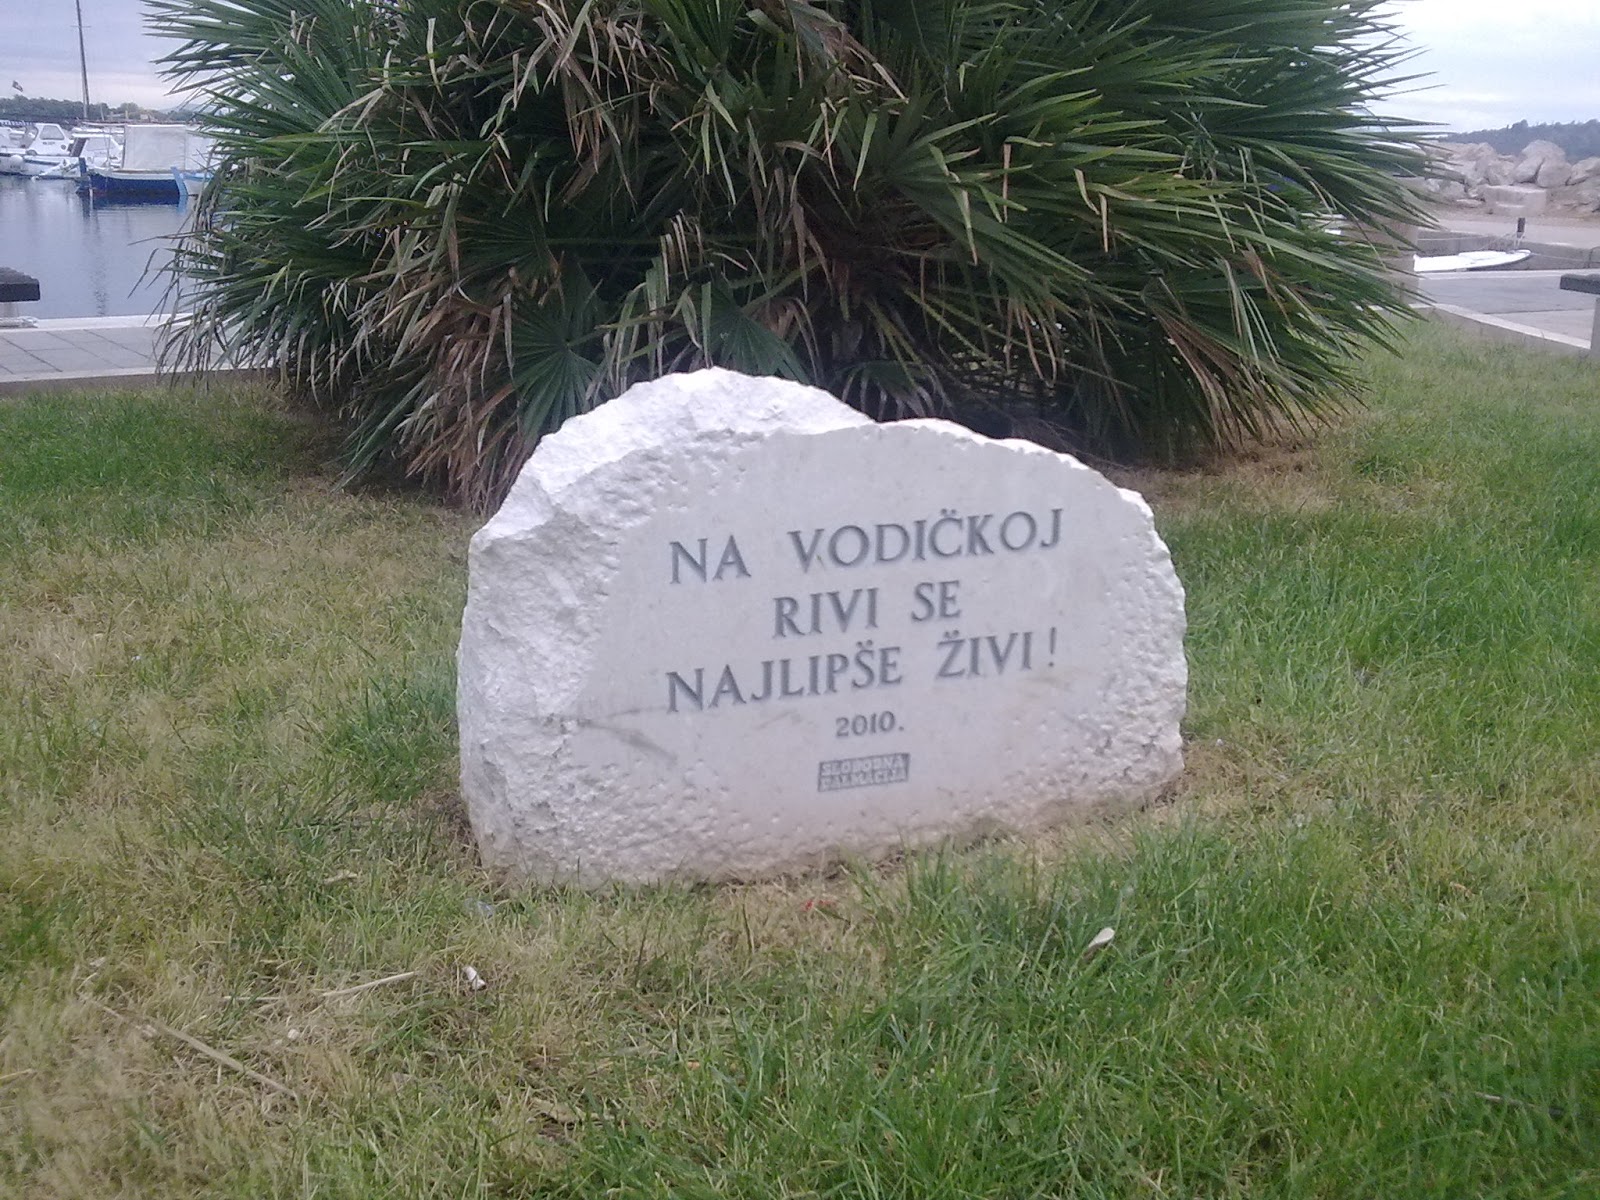 NA VODIČKOJ
RIVI SE
NAJLIPŠE ŽIVI !
2010.
SLOBODNA
DALMACIJA